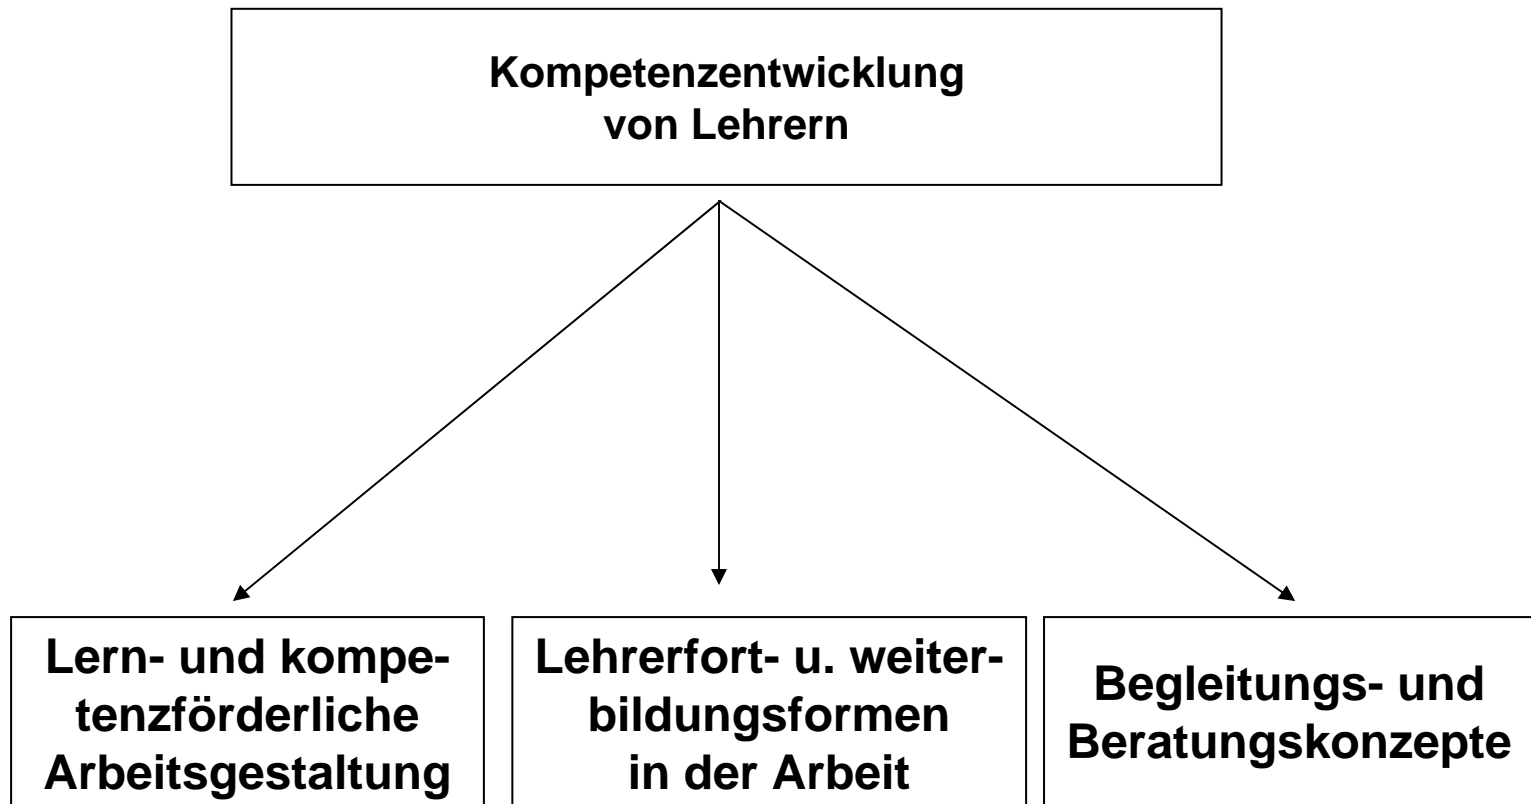 Kompetenzentwicklung
von Lehrern
Lern- und kompe-
tenzförderliche
Arbeitsgestaltung
Lehrerfort- u. weiter-
bildungsformen
in der Arbeit
Begleitungs- und
Beratungskonzepte